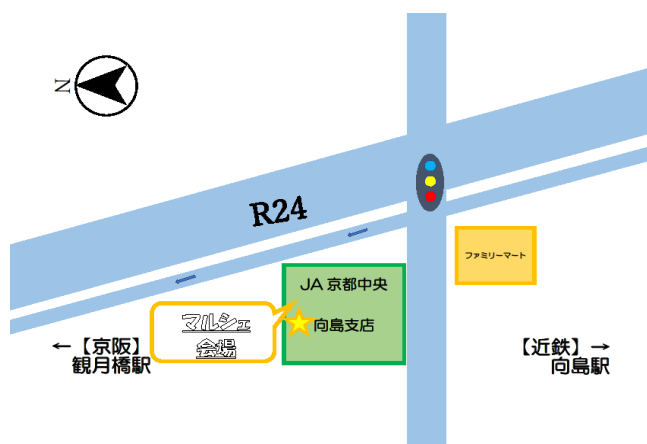 N
R24
ファミリーマート
JA 京都中央
向島支店
マルシェ
会場
← 【京阪】
観月橋駅
【近鉄】 →
向島駅